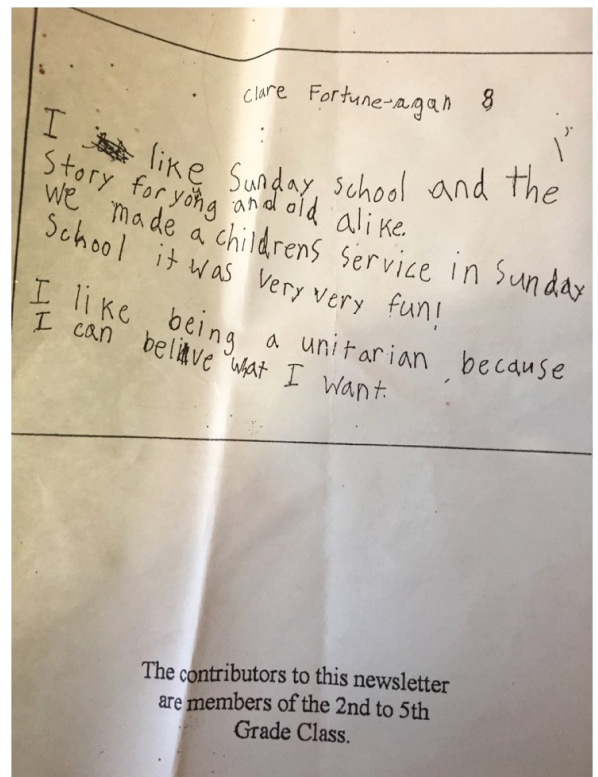 Clare Fortune-agan 8
I like Sunday school and the
Story for yong and old alike.
we made a childrens service in Sunday
School it was very very fun!
I like being a unitarian, because
I can belive what I want.
The contributors to this newsletter
are members of the 2nd to 5th
Grade Class.